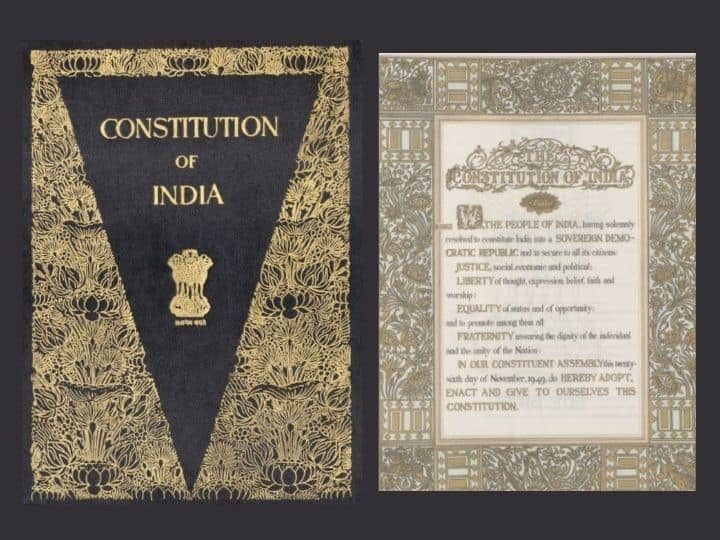 CONSTITUTION
OF
INDIA
सत्यमेव जयते
THE
CONSTITUTION OF INDIA
WE, THE PEOPLE OF INDIA, having solemnly
resolved to constitute India into a SOVEREIGN DEMO-
CRATIC REPUBLIC and to secure to all its citizens:
JUSTICE, social, economic and political;
LIBERTY of thought, expression, belief, faith and
worship;
EQUALITY of status and of opportunity;
and to promote among them all
FRATERNITY assuring the dignity of the individual
and the unity of the Nation;
IN OUR CONSTITUENT ASSEMBLY this twenty-
sixth day of November, 1949, do HEREBY ADOPT,
ENACT AND GIVE TO OURSELVES THIS
CONSTITUTION.